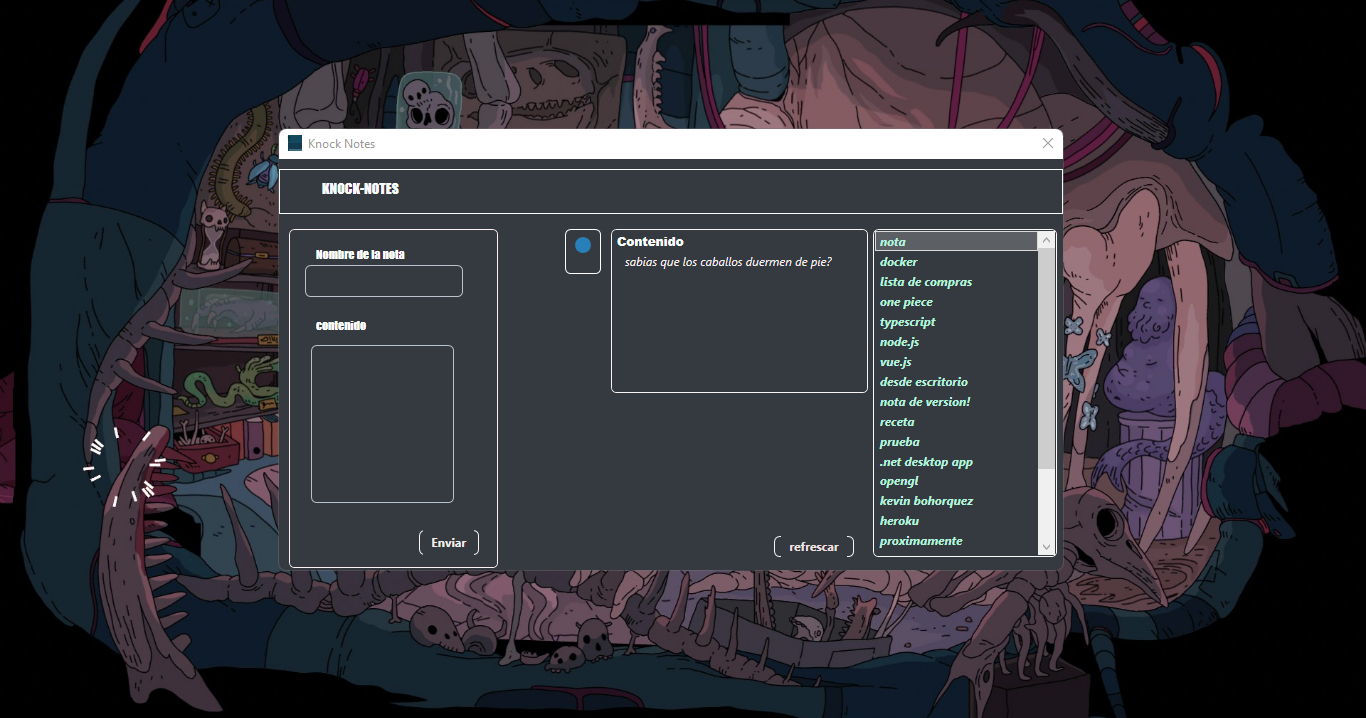 Knock Notes
KNOCK-NOTES
Nombre de la nota
contenido
Enviar
Contenido
sabias que los caballos duermen de pie?
refrescar
nota
docker
lista de compras
one piece
typescript
node.js
vue.js
desde escritorio
nota de version!
receta
prueba
.net desktop app
opengl
kevin bohorquez
heroku
proximamente